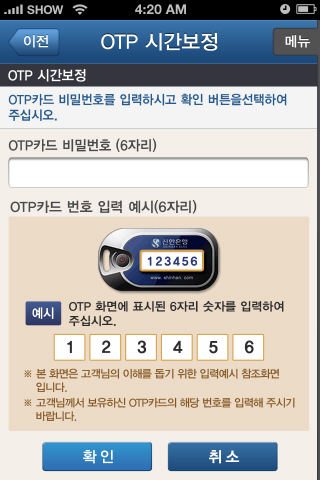 SHOW 4:20 AM
이전 OTP 시간보정 메뉴
OTP 시간보정
OTP카드 비밀번호를 입력하시고 확인 버튼을선택하여
주십시오.
OTP카드 비밀번호 (6자리)
OTP카드 번호 입력 예시(6자리)
신한은행
123456
www.shinhan.com
예시 OTP 화면에 표시된 6자리 숫자를 입력하여
주십시오.
1 2 3 4 5 6
※ 본 화면은 고객님의 이해를 돕기 위한 입력예시 참조화면
입니다.
※ 고객님께서 보유하신 OTP카드의 해당 번호를 입력해 주시기
바랍니다.
확인 취소